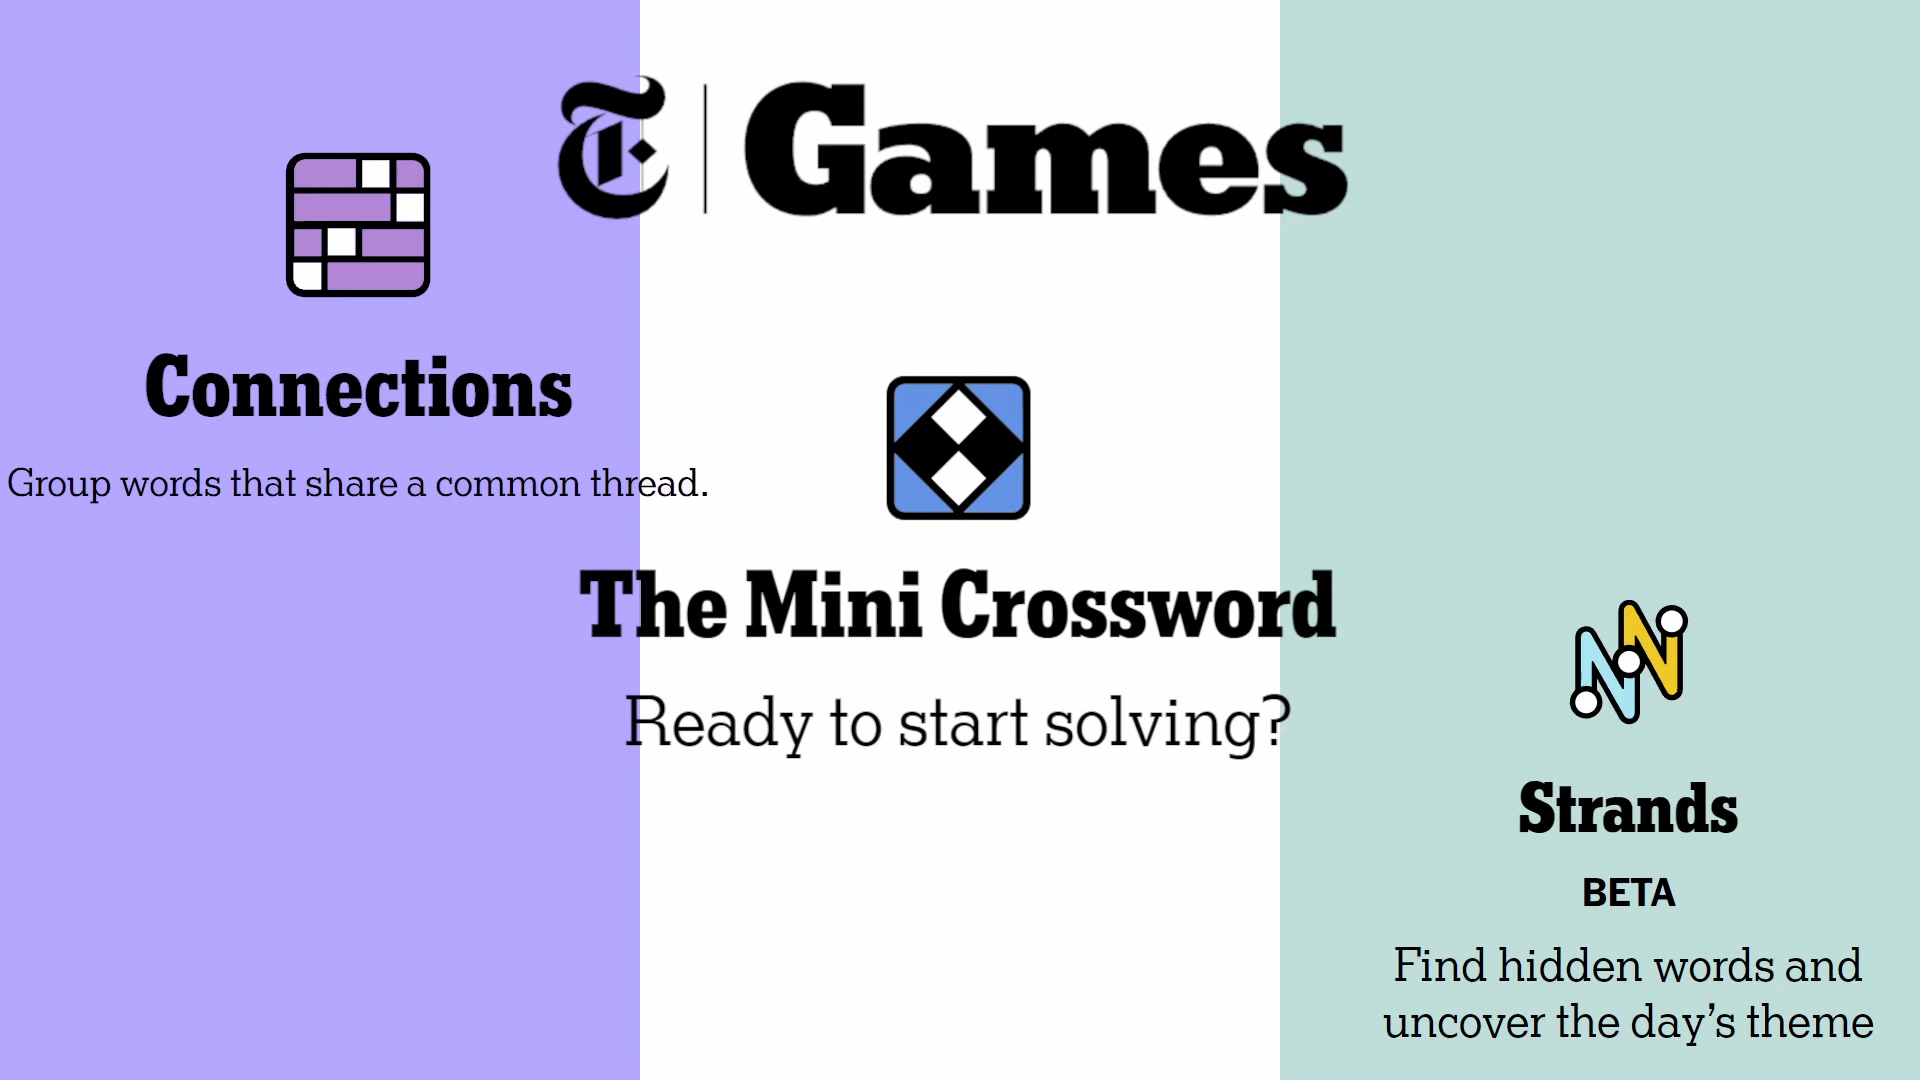 T Games
Connections
Group words that share a common thread.
The Mini Crossword
Ready to start solving?
Strands
BETA
Find hidden words and
uncover the day’s theme